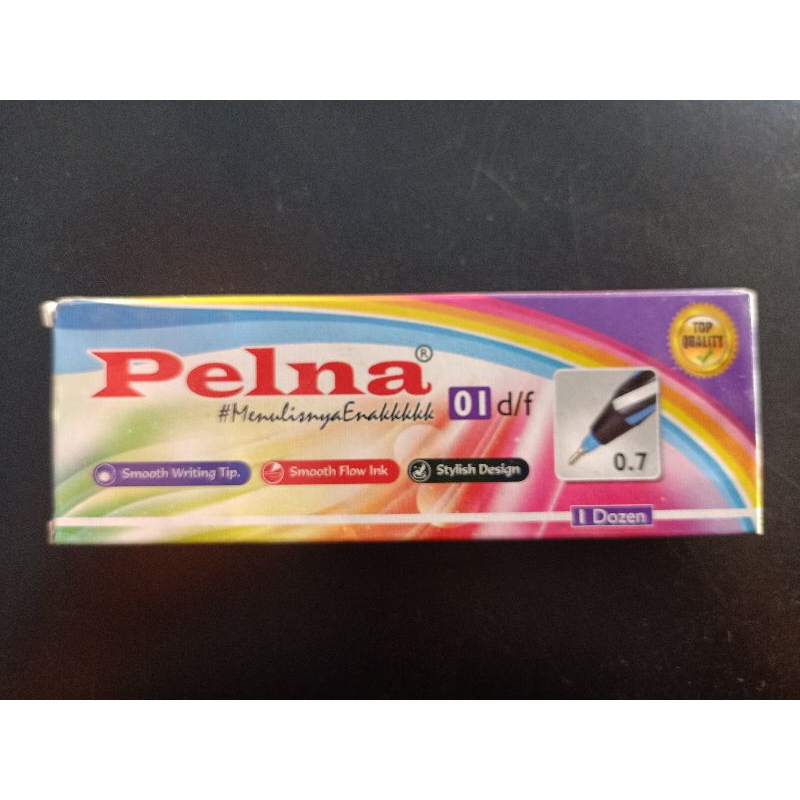 Pelna®
#MenulisnyaEnakkkkk
01 d/f
TOP
QUALITY
0.7
Smooth Writing Tip.
Smooth Flow Ink
Stylish Design
1 Dozen